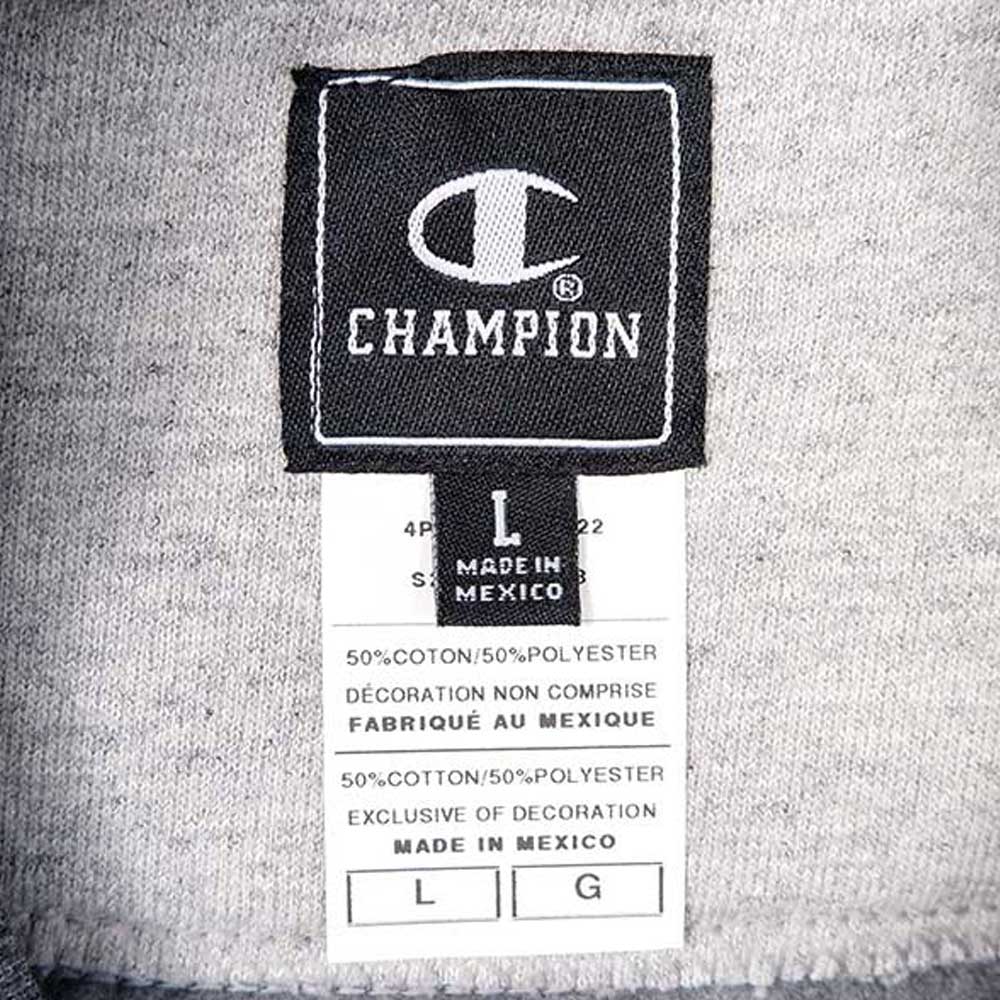 ®
CHAMPION
L
MADE IN
MEXICO
50%COTON/50%POLYESTER
DÉCORATION NON COMPRISE
FABRIQUÉ AU MEXIQUE
50%COTTON/50%POLYESTER
EXCLUSIVE OF DECORATION
MADE IN MEXICO
L G